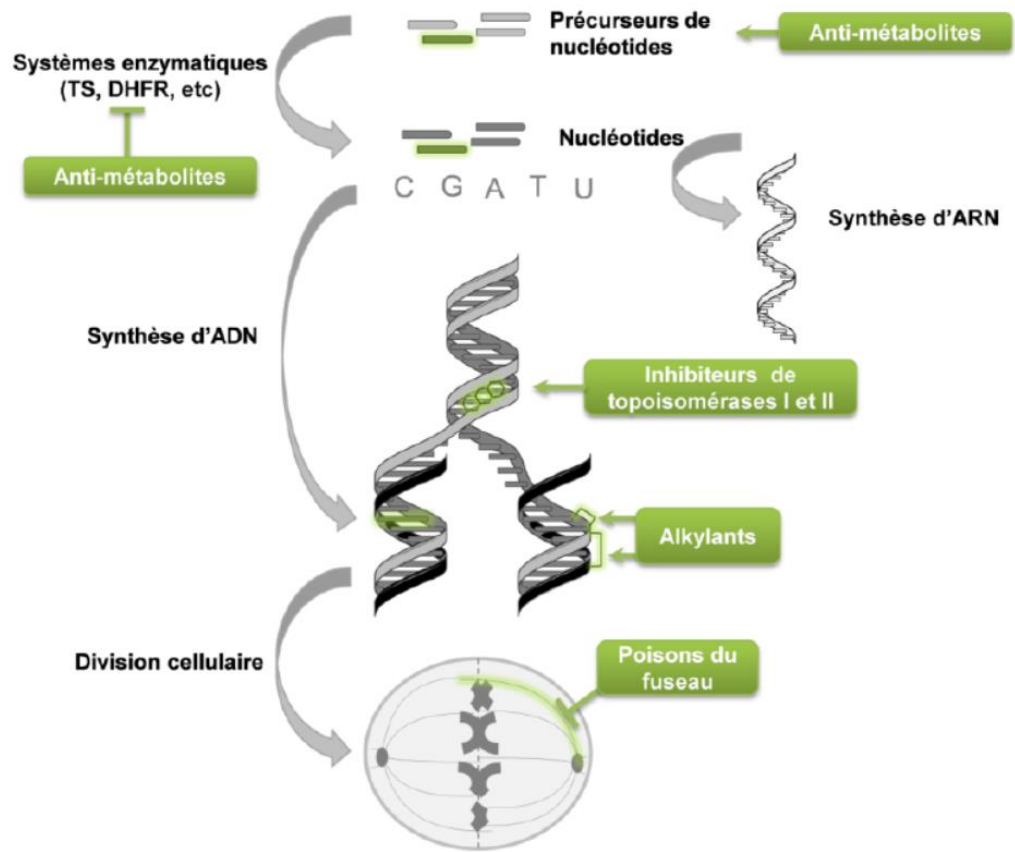 Précurseurs de
nucléotides
Anti-métabolites
Systèmes enzymatiques
(TS, DHFR, etc)
Anti-métabolites
Nucléotides
C G A T U
Synthèse d'ARN
Synthèse d'ADN
Inhibiteurs de
topoisomérases I et II
Alkylants
Division cellulaire
Poisons du
fuseau